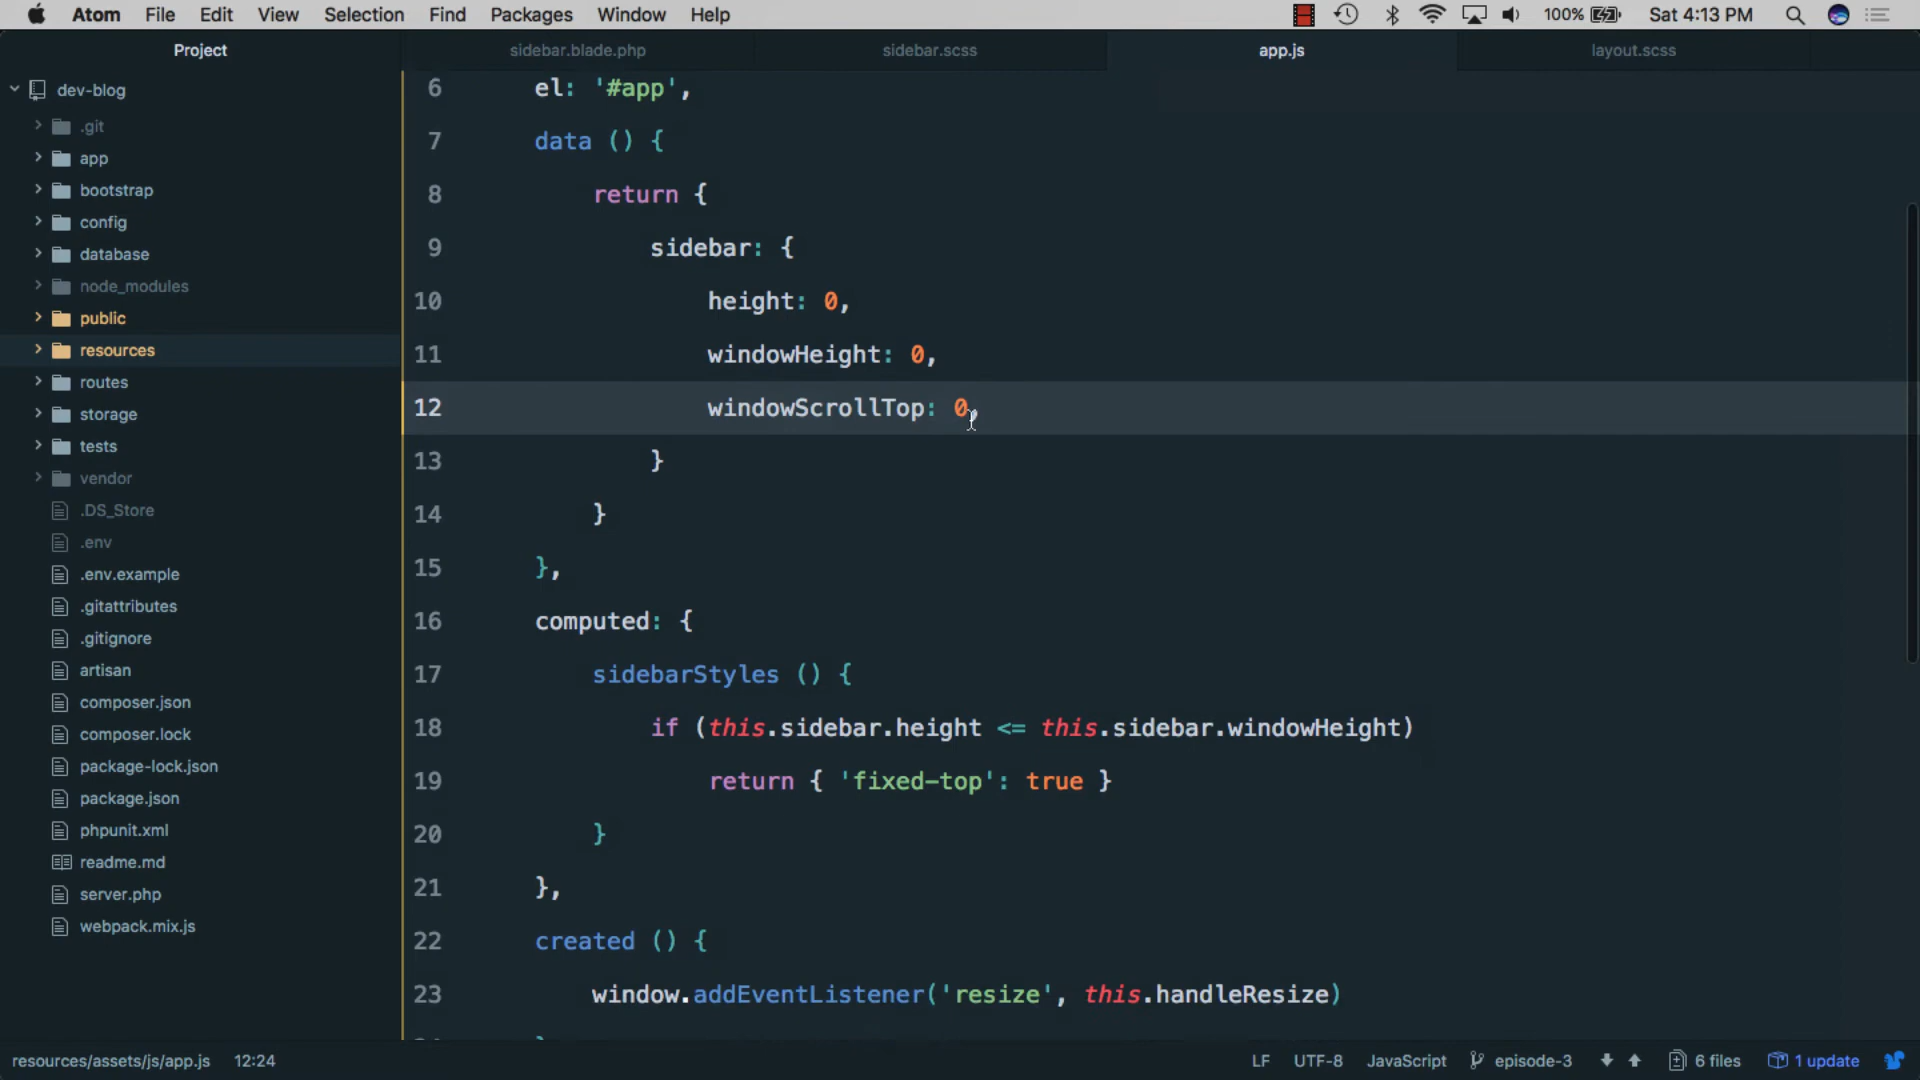 Atom File Edit View Selection Find Packages Window Help 100% Sat 4:13 PM
Project sidebar.blade.php sidebar.scss app.js layout.scss
dev-blog
.git
app
bootstrap
config
database
node_modules
public
resources
routes
storage
tests
vendor
.DS_Store
.env
.env.example
.gitattributes
.gitignore
artisan
composer.json
composer.lock
package-lock.json
package.json
phpunit.xml
readme.md
server.php
webpack.mix.js
6 el: '#app',
7 data () {
8 return {
9 sidebar: {
10 height: 0,
11 windowHeight: 0,
12 windowScrollTop: 0,
13 }
14 }
15 },
16 computed: {
17 sidebarStyles () {
18 if (this.sidebar.height <= this.sidebar.windowHeight)
19 return { 'fixed-top': true }
20 }
21 },
22 created () {
23 window.addEventListener('resize', this.handleResize)
resources/assets/js/app.js 12:24 LF UTF-8 JavaScript episode-3 6 files 1 update